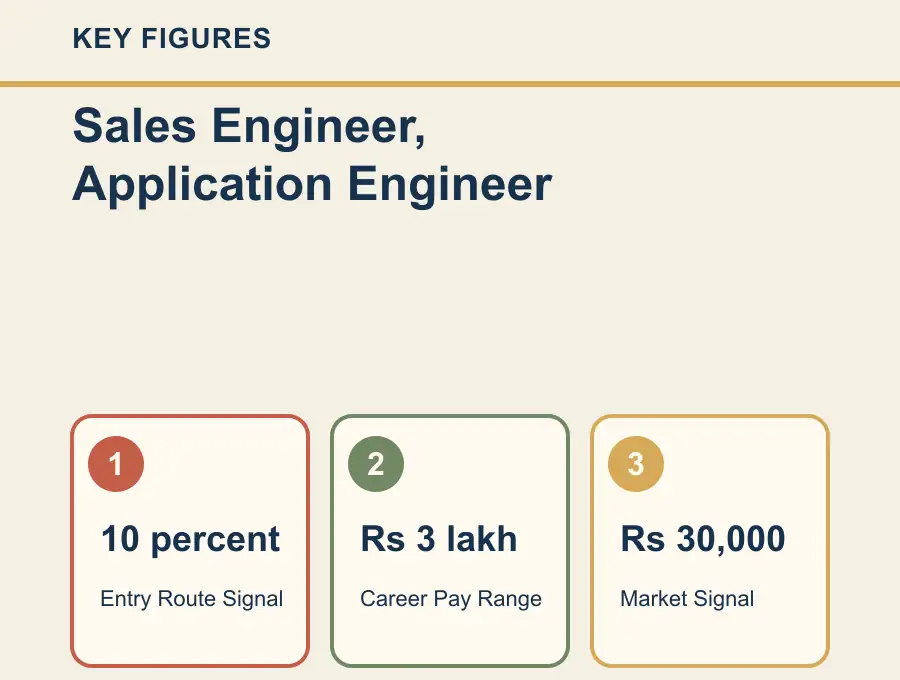 KEY FIGURES
Sales Engineer,
Application Engineer
1
10 percent
Entry Route Signal
2
Rs 3 lakh
Career Pay Range
3
Rs 30,000
Market Signal